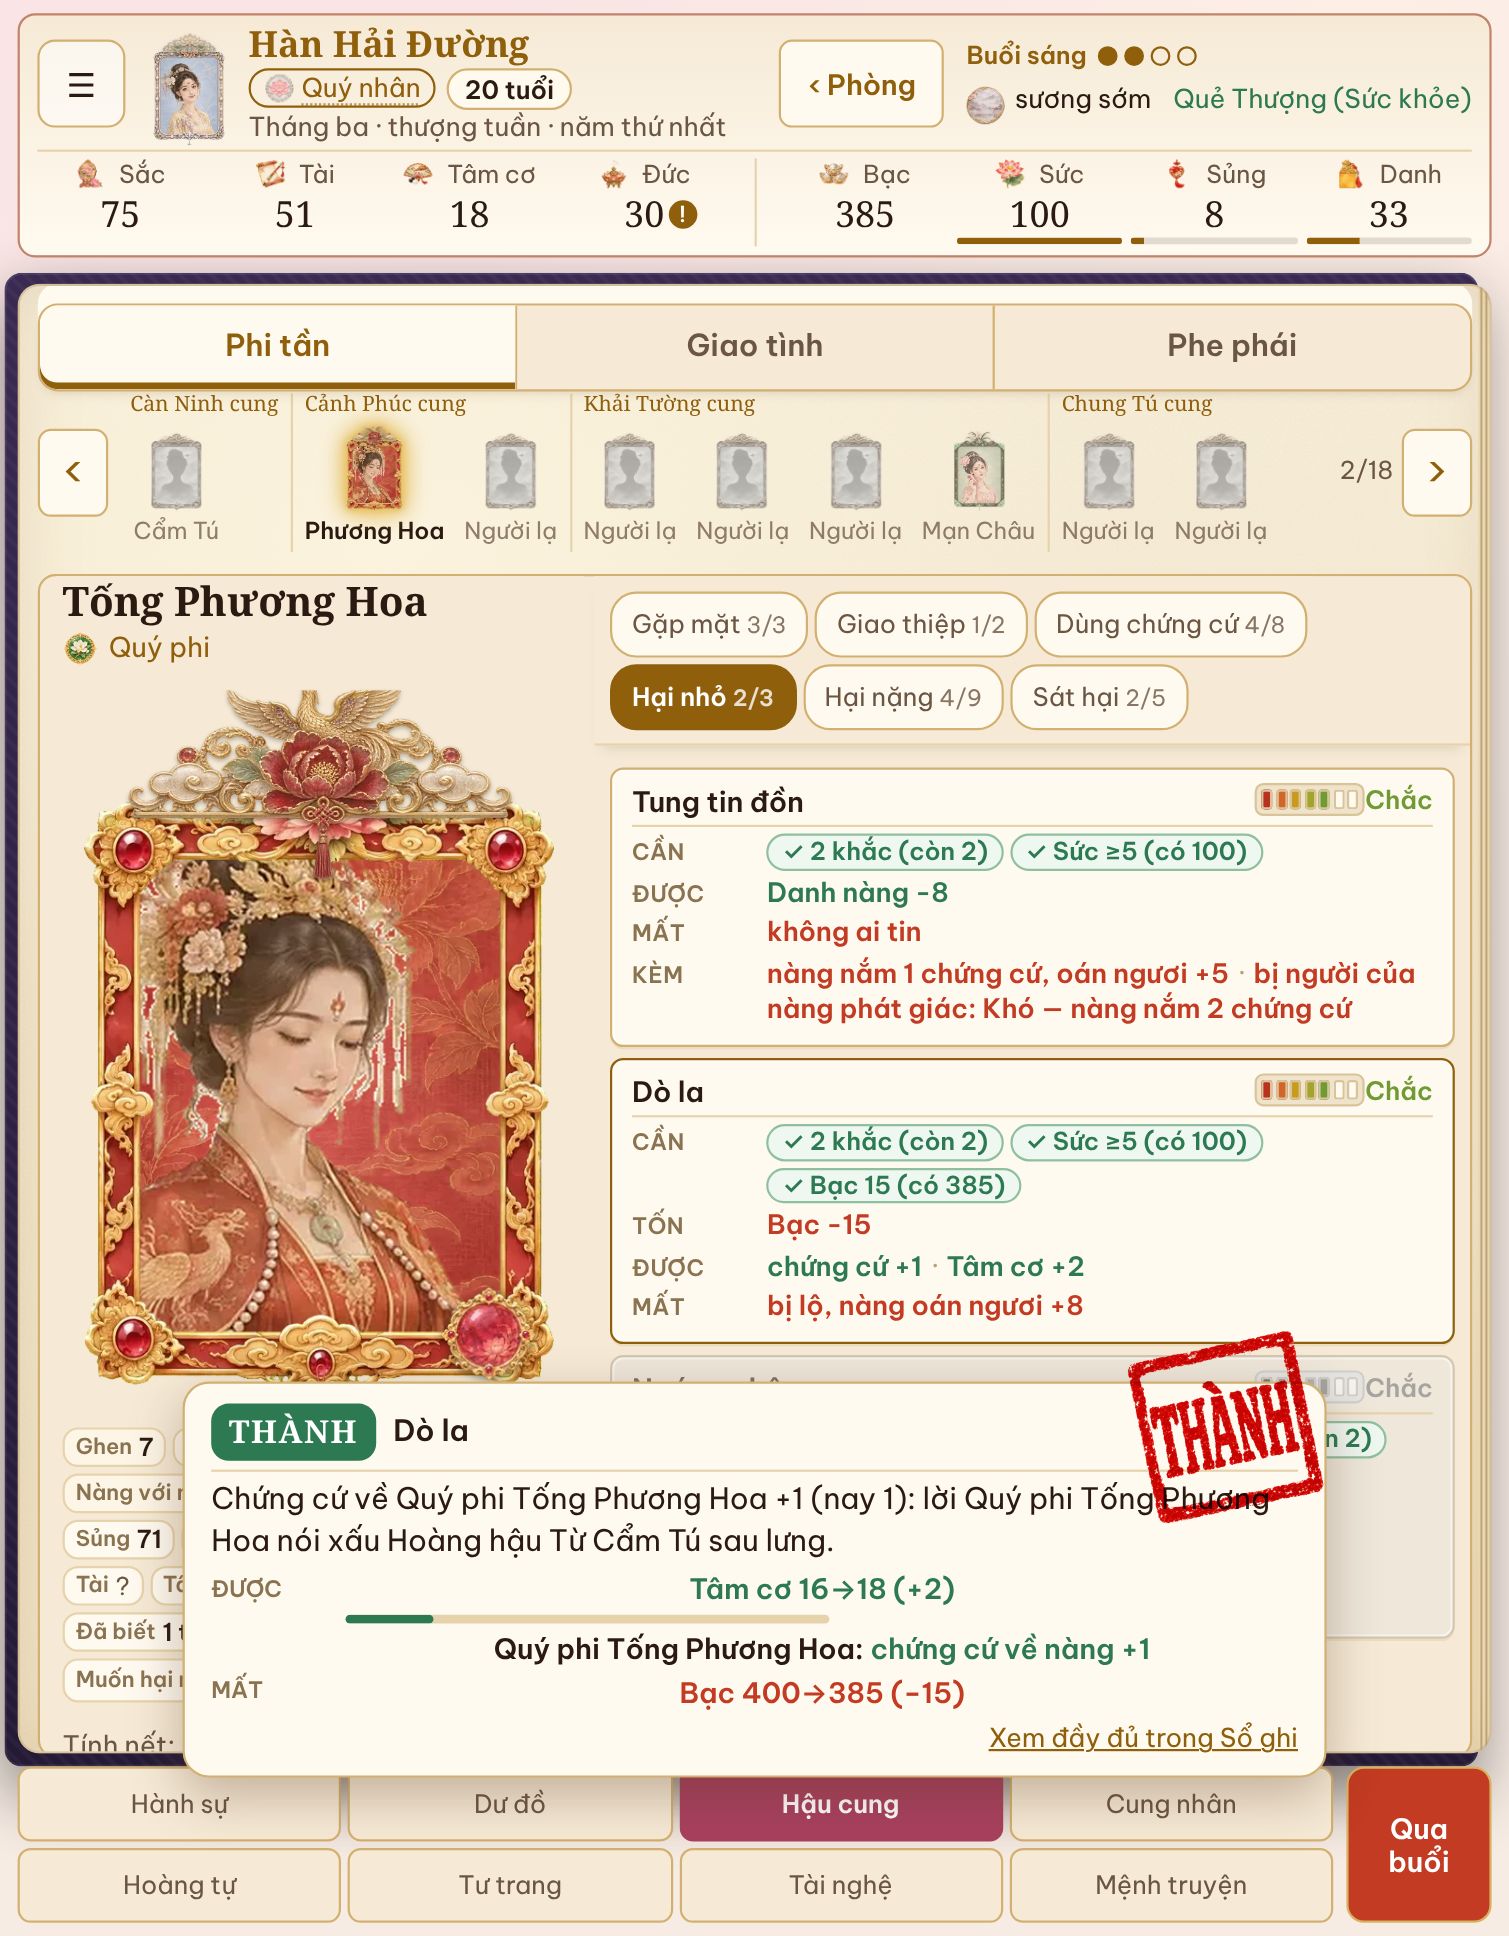 ☰
Hàn Hải Đường
Quý nhân
20 tuổi
Tháng ba · thượng tuần · năm thứ nhất
‹ Phòng
Buổi sáng
sương sớm
Quẻ Thượng (Sức khỏe)
Sắc Tài Tâm cơ Đức Bạc Sức Sủng Danh
75 51 18 30 ! 385 100 8 33
Phi tần Giao tình Phe phái
Càn Ninh cung Cảnh Phúc cung Khải Tường cung Chung Tú cung
‹ 2/18 ›
Cẩm Tú Phương Hoa Người lạ Người lạ Người lạ Người lạ Mạn Châu Người lạ Người lạ
Tống Phương Hoa
Quý phi
Gặp mặt 3/3 Giao thiệp 1/2 Dùng chứng cứ 4/8
Hại nhỏ 2/3 Hại nặng 4/9 Sát hại 2/5
Tung tin đồn Chắc
CẦN ✓ 2 khắc (còn 2) ✓ Sức ≥5 (có 100)
ĐƯỢC Danh nàng -8
MẤT không ai tin
KÈM nàng nắm 1 chứng cứ, oán ngươi +5 · bị người của
nàng phát giác: Khó — nàng nắm 2 chứng cứ
Dò la Chắc
CẦN ✓ 2 khắc (còn 2) ✓ Sức ≥5 (có 100)
✓ Bạc 15 (có 385)
TỐN Bạc -15
ĐƯỢC chứng cứ +1 · Tâm cơ +2
MẤT bị lộ, nàng oán ngươi +8
Chắc
n 2)
Ghen 7
Nàng với
Sủng 71
Tài ?
Đã biết 1
Muốn hại
Tính nết:
THÀNH Dò la
THÀNH
Chứng cứ về Quý phi Tống Phương Hoa +1 (nay 1): lời Quý phi Tống Phương
Hoa nói xấu Hoàng hậu Từ Cẩm Tú sau lưng.
ĐƯỢC Tâm cơ 16→18 (+2)
Quý phi Tống Phương Hoa: chứng cứ về nàng +1
MẤT Bạc 400→385 (−15)
Xem đầy đủ trong Sổ ghi
Hành sự Dư đồ Hậu cung Cung nhân
Hoàng tự Tư trang Tài nghệ Mệnh truyện
Qua
buổi